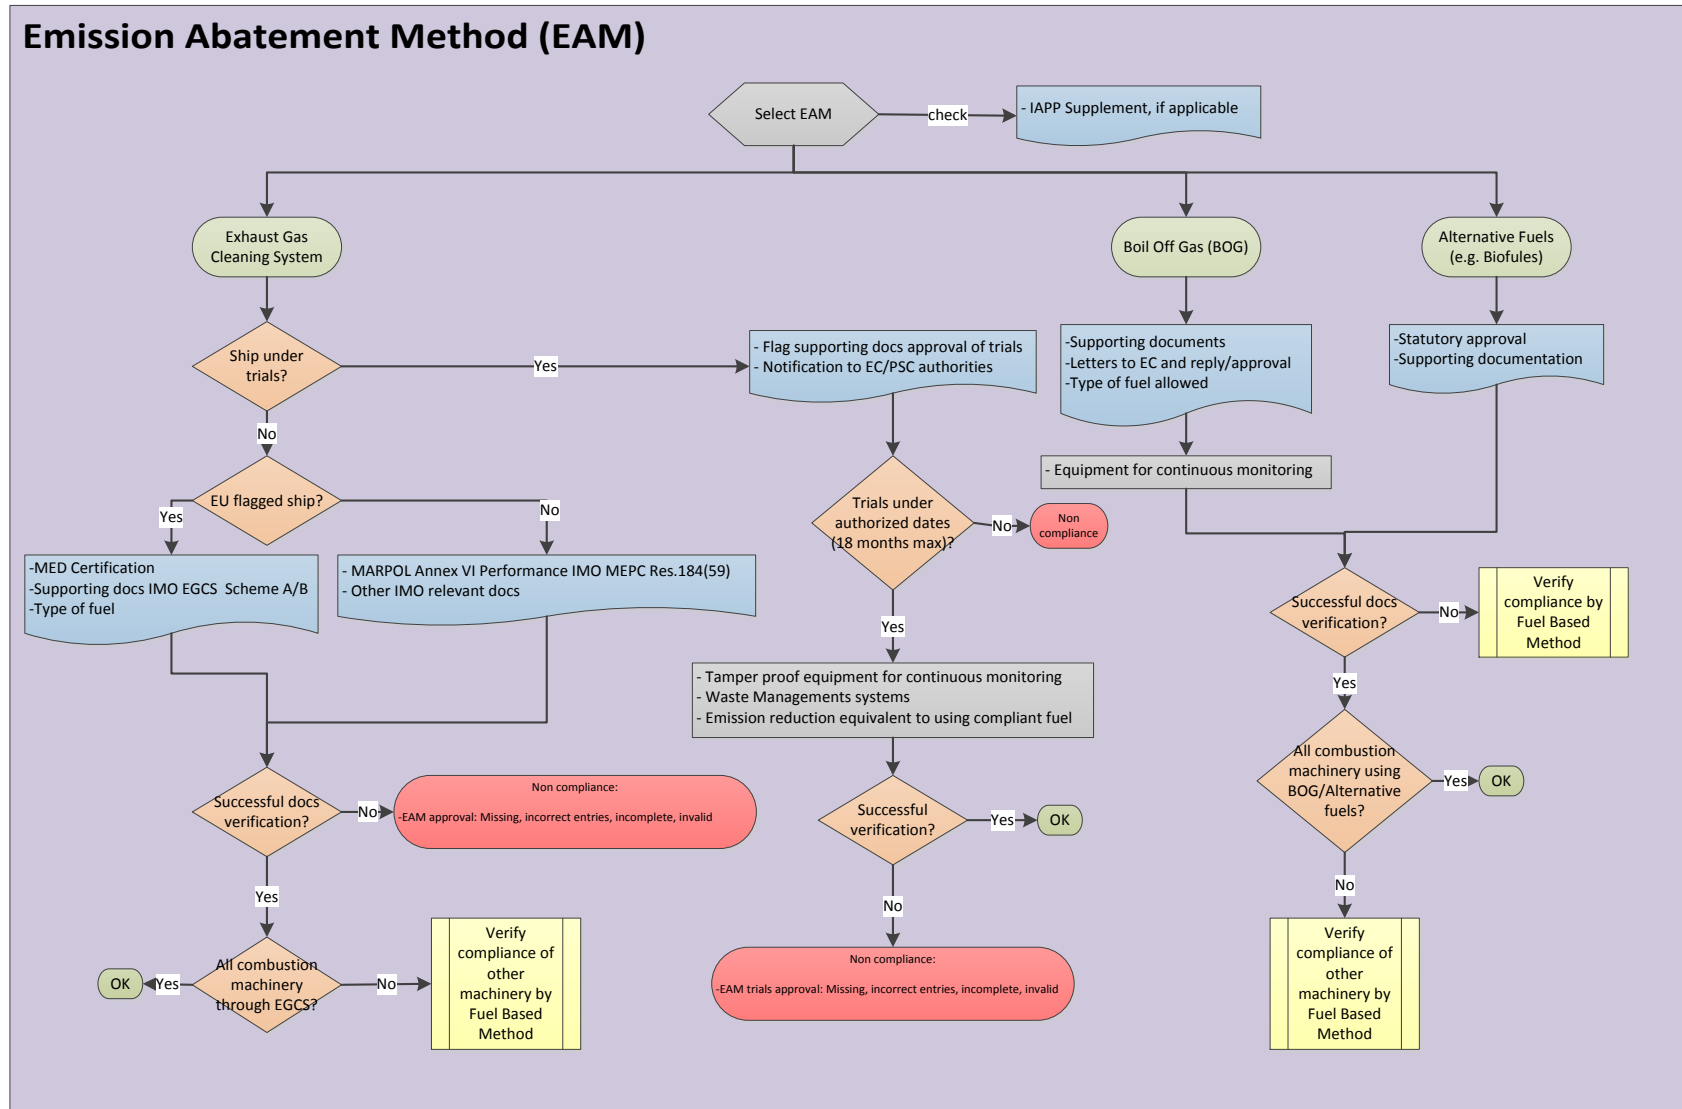 Emission Abatement Method (EAM)
Select EAM
check
- IAPP Supplement, if applicable
Exhaust Gas
Cleaning System
Boil Off Gas (BOG)
Alternative Fuels
(e.g. Biofules)
Ship under
trials?
Yes
- Flag supporting docs approval of trials
- Notification to EC/PSC authorities
-Supporting documents
-Letters to EC and reply/approval
-Type of fuel allowed
-Statutory approval
-Supporting documentation
No
- Equipment for continuous monitoring
EU flagged ship?
Yes
No
Trials under
authorized dates
(18 months max)?
No
Non
compliance
-MED Certification
-Supporting docs IMO EGCS  Scheme A/B
-Type of fuel
- MARPOL Annex VI Performance IMO MEPC Res.184(59)
- Other IMO relevant docs
Successful docs
verification?
No
Verify
compliance by
Fuel Based
Method
Yes
- Tamper proof equipment for continuous monitoring
- Waste Managements systems
- Emission reduction equivalent to using compliant fuel
Yes
All combustion
machinery using
BOG/Alternative
fuels?
Yes
OK
Successful docs
verification?
No
Non compliance:
-EAM approval: Missing, incorrect entries, incomplete, invalid
Successful
verification?
Yes
OK
Yes
No
No
All combustion
machinery
through EGCS?
Yes
OK
No
Verify
compliance of
other
machinery by
Fuel Based
Method
Non compliance:
-EAM trials approval: Missing, incorrect entries, incomplete, invalid
Verify
compliance of
other
machinery by
Fuel Based
Method